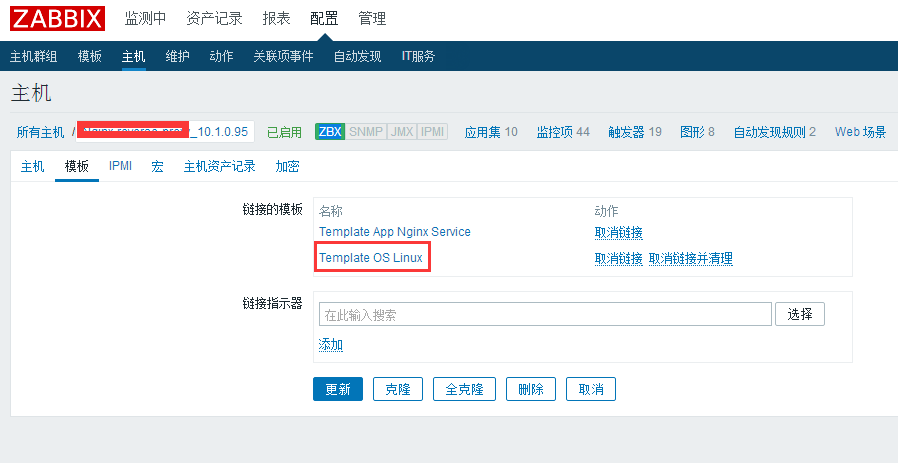 ZABBIX 监测中 资产记录 报表 配置 管理
主机群组 模板 主机 维护 动作 关联项事件 自动发现 IT服务
主机
所有主机 / _10.1.0.95 已启用 ZBX SNMP JMX IPMI 应用集 10 监控项 44 触发器 19 图形 8 自动发现规则 2 Web 场景
主机 模板 IPMI 宏 主机资产记录 加密
链接的模板 名称 动作
Template App Nginx Service 取消链接
Template OS Linux 取消链接 取消链接并清理
链接指示器 在此输入搜索 选择
添加
更新 克隆 全克隆 删除 取消